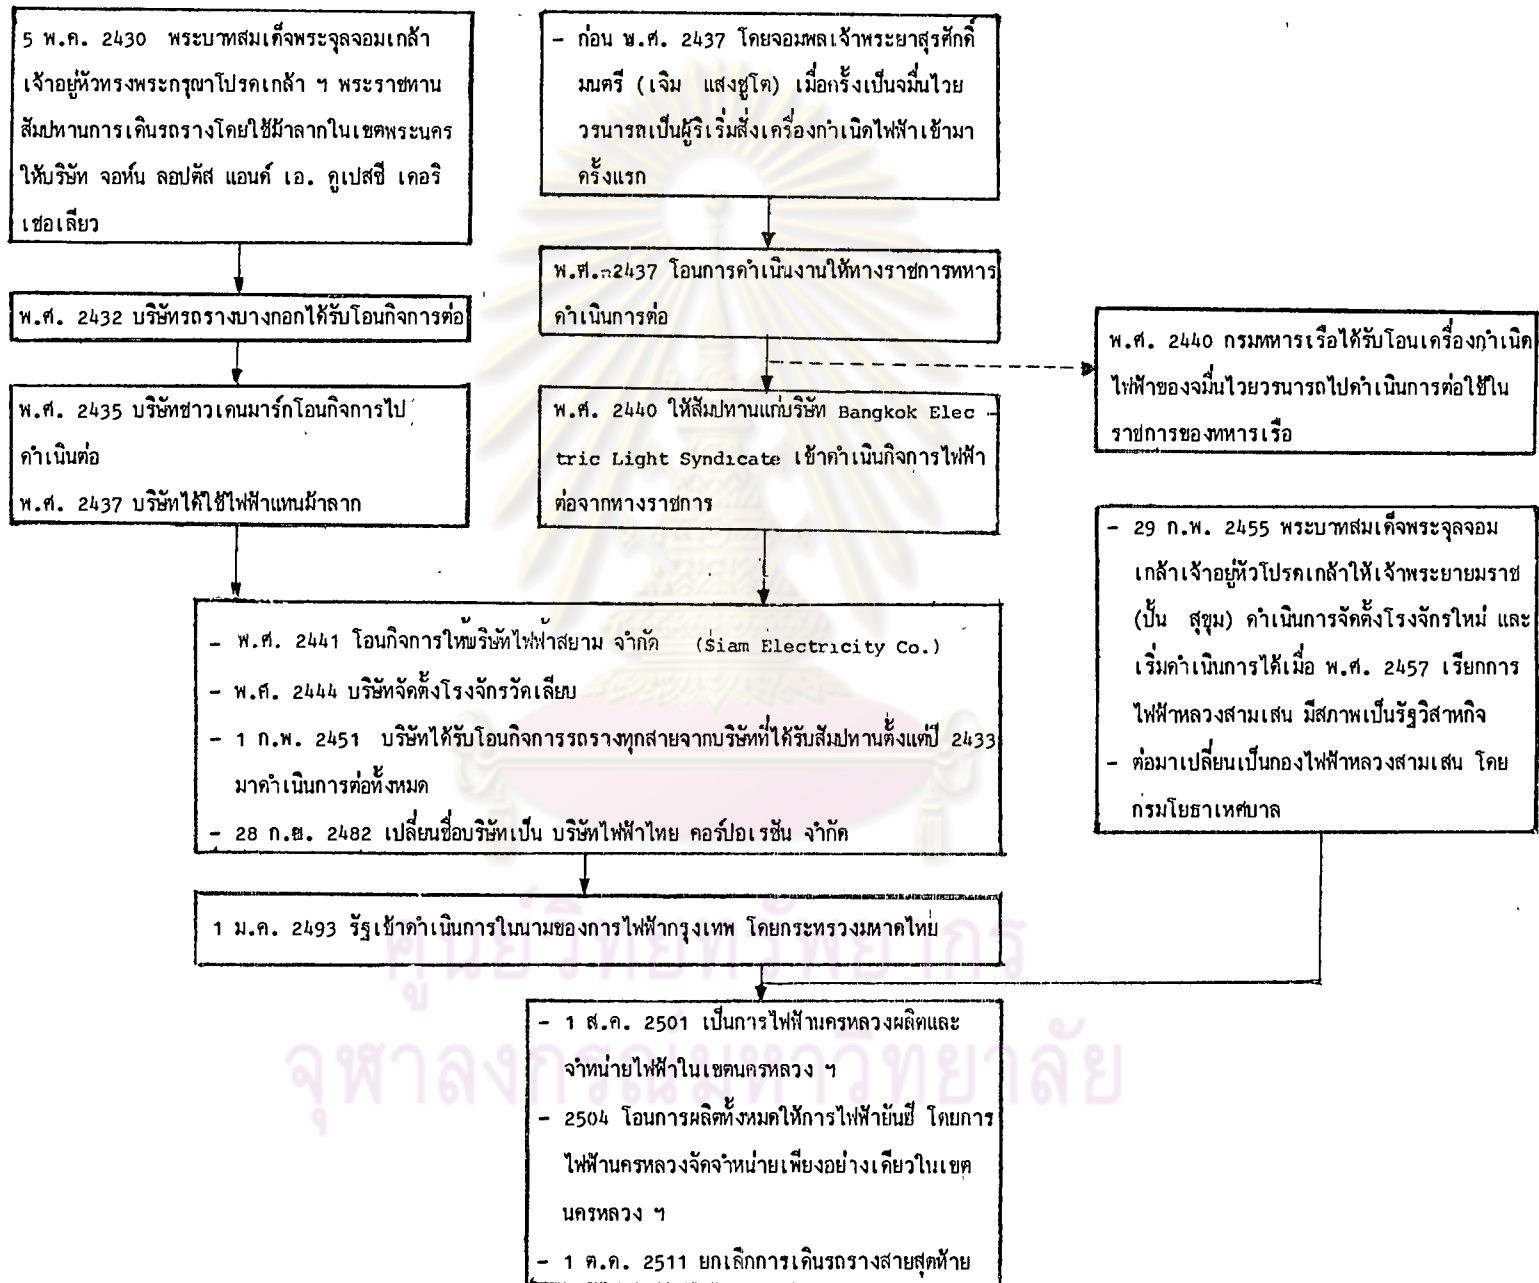 5 พ.ค. 2430 พระบาทสมเด็จพระจุลจอมเกล้า
เจ้าอยู่หัวทรงพระกรุณาโปรดเกล้า ฯ พระราชทาน
สัมปทานการเดินรถรางโดยใช้ม้าลากในเขตพระนคร
ให้บริษัท จอห์น ลอปตัส แอนด์ เอ. ดูเปสซี เดอริ
เชอเลียว
พ.ศ. 2432 บริษัทรถรางบางกอกได้รับโอนกิจการต่อ
พ.ศ. 2435 บริษัทชาวเดนมาร์กโอนกิจการไป
ดำเนินต่อ
พ.ศ. 2437 บริษัทได้ใช้ไฟฟ้าแทนม้าลาก
- ก่อน พ.ศ. 2437 โดยจอมพลเจ้าพระยาสุรศักดิ์
มนตรี (เจิม แสงชูโต) เมื่อครั้งเป็นจมื่นไวย
วรนารถเป็นผู้ริเริ่มสั่งเครื่องกำเนิดไฟฟ้าเข้ามา
ครั้งแรก
พ.ศ. 2437 โอนการดำเนินงานให้ทางราชการทหาร
ดำเนินการต่อ
พ.ศ. 2440 ให้สัมปทานแก่บริษัท Bangkok Elec -
tric Light Syndicate เข้าดำเนินกิจการไฟฟ้า
ต่อจากทางราชการ
พ.ศ. 2440 กรมทหารเรือได้รับโอนเครื่องกำเนิด
ไฟฟ้าของจมื่นไวยวรนารถไปดำเนินการต่อใช้ใน
ราชการของทหารเรือ
- 29 ก.พ. 2455 พระบาทสมเด็จพระจุลจอม
เกล้าเจ้าอยู่หัวโปรดเกล้าให้เจ้าพระยายมราช
(ปั้น สุขุม) ดำเนินการจัดตั้งโรงจักรใหม่ และ
เริ่มดำเนินการได้เมื่อ พ.ศ. 2457 เรียกการ
ไฟฟ้าหลวงสามเสน มีสภาพเป็นรัฐวิสาหกิจ
- ต่อมาเปลี่ยนเป็นกองไฟฟ้าหลวงสามเสน โดย
กรมโยธาเทศบาล
- พ.ศ. 2441 โอนกิจการให้บริษัทไฟฟ้าสยาม จำกัด (Siam Electricity Co.)
- พ.ศ. 2444 บริษัทจัดตั้งโรงจักรวัดเลียบ
- 1 ก.พ. 2451 บริษัทได้รับโอนกิจการรถรางทุกสายจากบริษัทที่ได้รับสัมปทานตั้งแต่ปี 2433
มาดำเนินการต่อทั้งหมด
- 28 ก.ย. 2482 เปลี่ยนชื่อบริษัทเป็น บริษัทไฟฟ้าไทย คอร์ปอเรชัน จำกัด
1 ม.ค. 2493 รัฐเข้าดำเนินการในนามของการไฟฟ้ากรุงเทพ โดยกระทรวงมหาดไทย
- 1 ส.ค. 2501 เป็นการไฟฟ้านครหลวงผลิตและ
จำหน่ายไฟฟ้าในเขตนครหลวง ฯ
- 2504 โอนการผลิตทั้งหมดให้การไฟฟ้ายันฮี โดยการ
ไฟฟ้านครหลวงจัดจำหน่ายเพียงอย่างเดียวในเขต
นครหลวง ฯ
- 1 ต.ค. 2511 ยกเลิกการเดินรถรางสายสุดท้าย
ศูนย์วิทยทรัพยากร
จุฬาลงกรณ์มหาวิทยาลัย